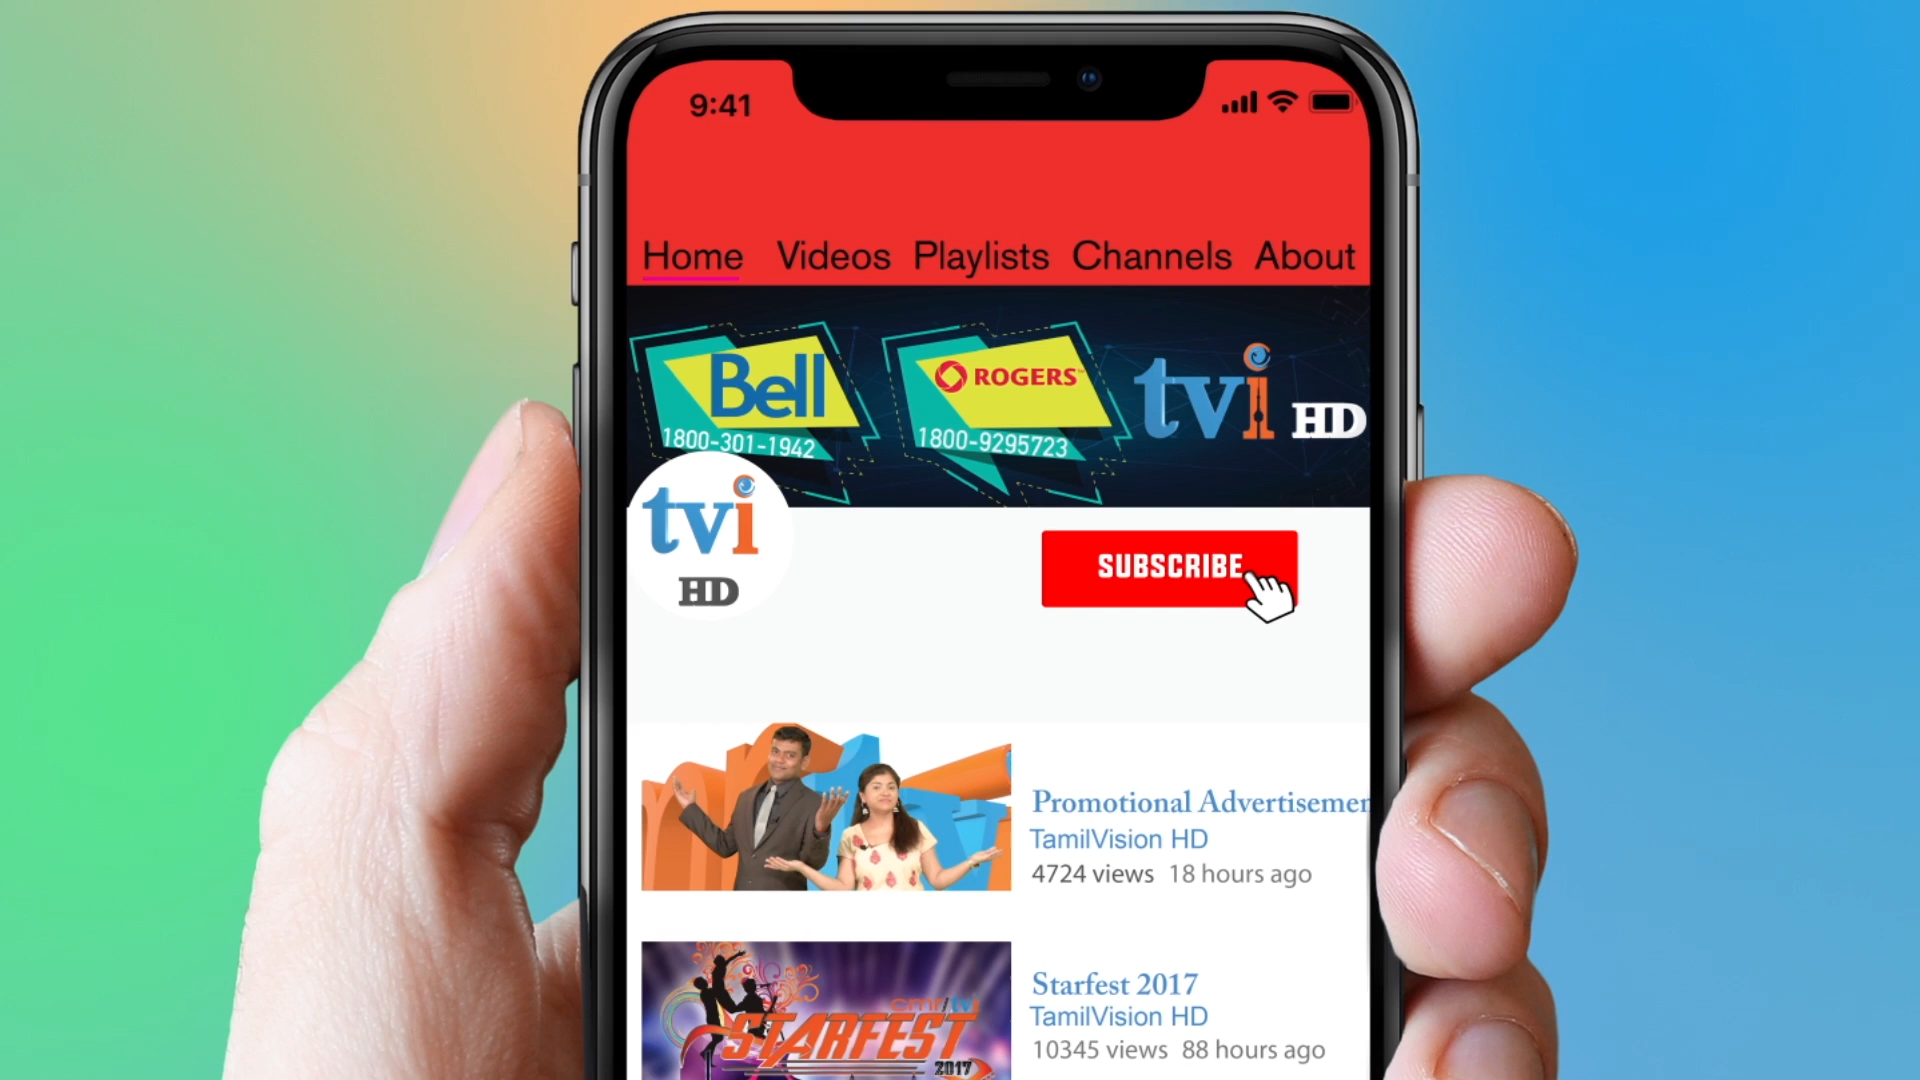 9:41
Home Videos Playlists Channels About
Bell
1800-301-1942
ROGERS
1800-9295723
tvi HD
tvi
HD
SUBSCRIBE
Promotional Advertisemen
TamilVision HD
4724 views 18 hours ago
cmr/tvi
STARFEST
2017
Starfest 2017
TamilVision HD
10345 views 88 hours ago